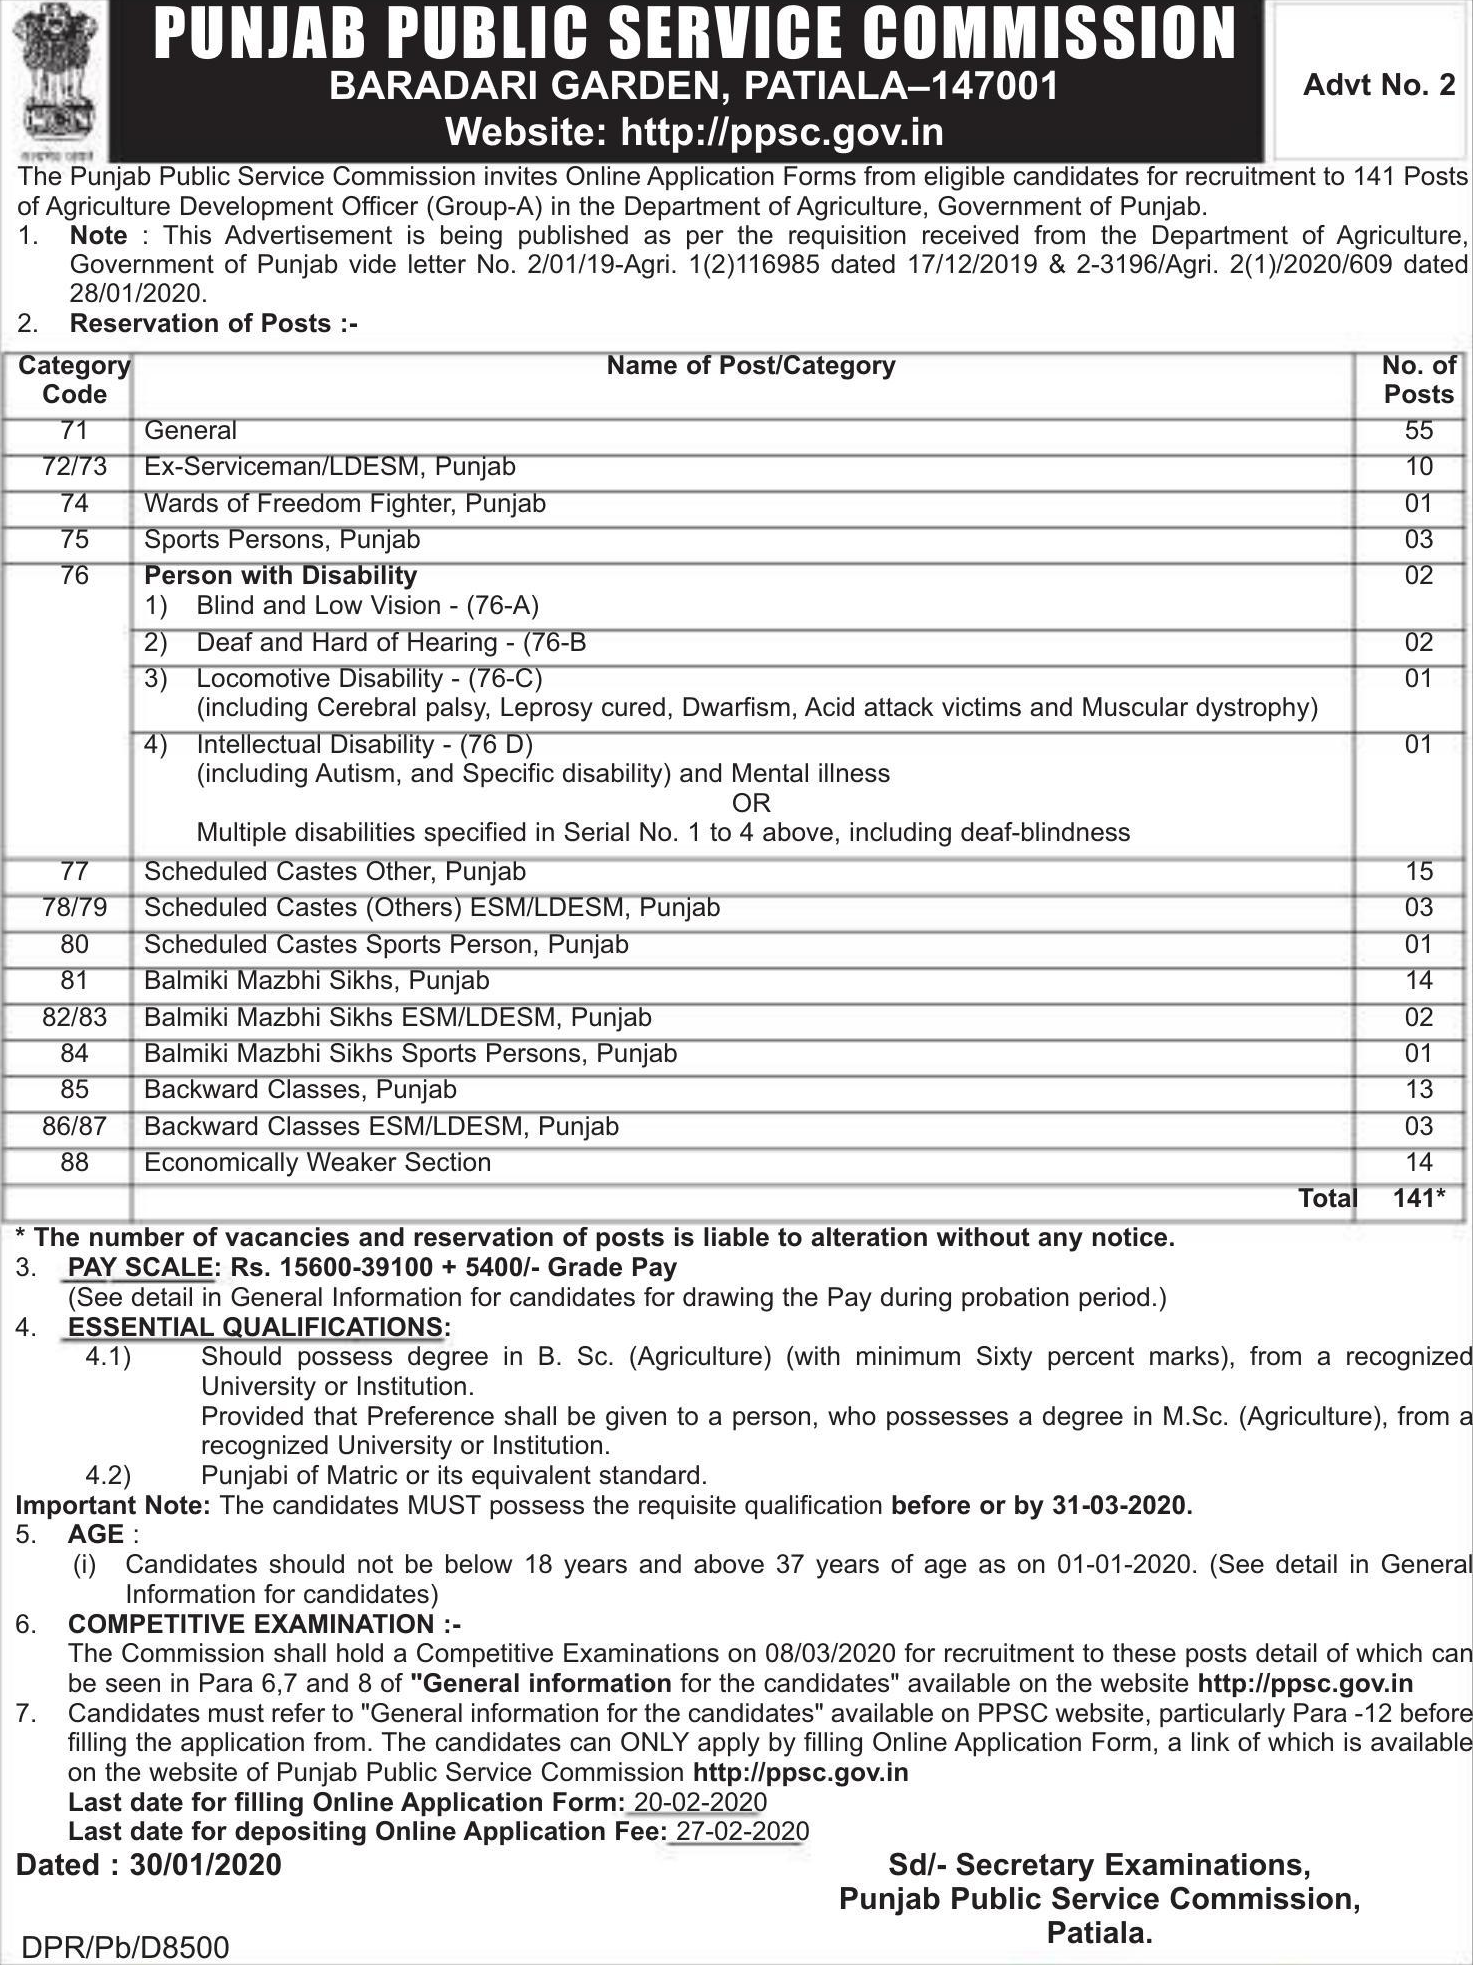 PUNJAB PUBLIC SERVICE COMMISSION
BARADARI GARDEN, PATIALA–147001
Website: http://ppsc.gov.in
Advt No. 2
The Punjab Public Service Commission invites Online Application Forms from eligible candidates for recruitment to 141 Posts
of Agriculture Development Officer (Group-A) in the Department of Agriculture, Government of Punjab.
1. Note : This Advertisement is being published as per the requisition received from the Department of Agriculture,
Government of Punjab vide letter No. 2/01/19-Agri. 1(2)116985 dated 17/12/2019 & 2-3196/Agri. 2(1)/2020/609 dated
28/01/2020.
2. Reservation of Posts :-
Category Code Name of Post/Category No. of Posts
71 General 55
72/73 Ex-Serviceman/LDESM, Punjab 10
74 Wards of Freedom Fighter, Punjab 01
75 Sports Persons, Punjab 03
76 Person with Disability 02
1) Blind and Low Vision - (76-A)
2) Deaf and Hard of Hearing - (76-B 02
3) Locomotive Disability - (76-C) 01
(including Cerebral palsy, Leprosy cured, Dwarfism, Acid attack victims and Muscular dystrophy)
4) Intellectual Disability - (76 D) 01
(including Autism, and Specific disability) and Mental illness
OR
Multiple disabilities specified in Serial No. 1 to 4 above, including deaf-blindness
77 Scheduled Castes Other, Punjab 15
78/79 Scheduled Castes (Others) ESM/LDESM, Punjab 03
80 Scheduled Castes Sports Person, Punjab 01
81 Balmiki Mazbhi Sikhs, Punjab 14
82/83 Balmiki Mazbhi Sikhs ESM/LDESM, Punjab 02
84 Balmiki Mazbhi Sikhs Sports Persons, Punjab 01
85 Backward Classes, Punjab 13
86/87 Backward Classes ESM/LDESM, Punjab 03
88 Economically Weaker Section 14
Total 141*
* The number of vacancies and reservation of posts is liable to alteration without any notice.
3. PAY SCALE: Rs. 15600-39100 + 5400/- Grade Pay
(See detail in General Information for candidates for drawing the Pay during probation period.)
4. ESSENTIAL QUALIFICATIONS:
4.1) Should possess degree in B. Sc. (Agriculture) (with minimum Sixty percent marks), from a recognized
University or Institution.
Provided that Preference shall be given to a person, who possesses a degree in M.Sc. (Agriculture), from a
recognized University or Institution.
4.2) Punjabi of Matric or its equivalent standard.
Important Note: The candidates MUST possess the requisite qualification before or by 31-03-2020.
5. AGE :
(i) Candidates should not be below 18 years and above 37 years of age as on 01-01-2020. (See detail in General
Information for candidates)
6. COMPETITIVE EXAMINATION :-
The Commission shall hold a Competitive Examinations on 08/03/2020 for recruitment to these posts detail of which can
be seen in Para 6,7 and 8 of "General information for the candidates" available on the website http://ppsc.gov.in
7. Candidates must refer to "General information for the candidates" available on PPSC website, particularly Para -12 before
filling the application from. The candidates can ONLY apply by filling Online Application Form, a link of which is available
on the website of Punjab Public Service Commission http://ppsc.gov.in
Last date for filling Online Application Form: 20-02-2020
Last date for depositing Online Application Fee: 27-02-2020
Dated : 30/01/2020
Sd/- Secretary Examinations,
Punjab Public Service Commission,
Patiala.
DPR/Pb/D8500